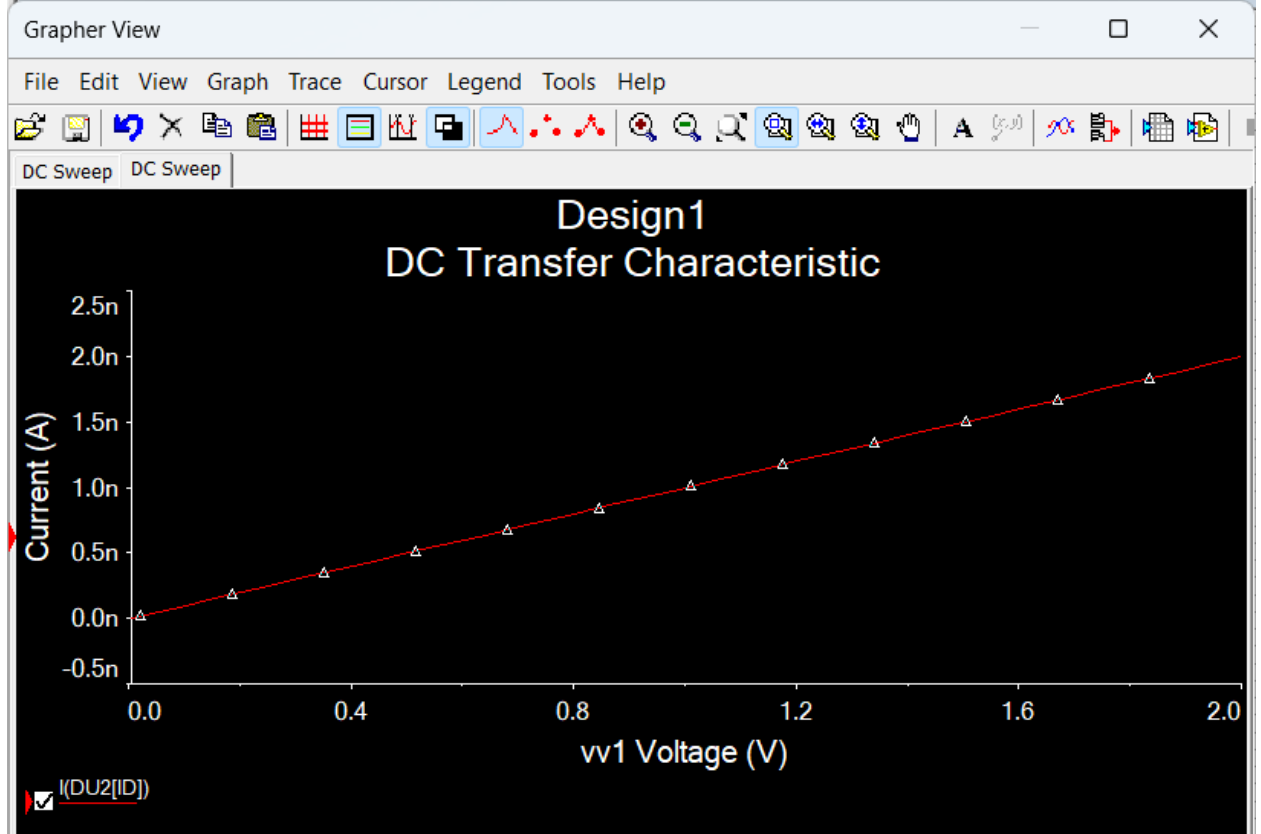 Grapher View
File Edit View Graph Trace Cursor Legend Tools Help
A (x,y)
DC Sweep DC Sweep
Design1
DC Transfer Characteristic
2.5n
2.0n
1.5n
1.0n
0.5n
0.0n
-0.5n
Current (A)
0.0 0.4 0.8 1.2 1.6 2.0
vv1 Voltage (V)
I(DU2[ID])